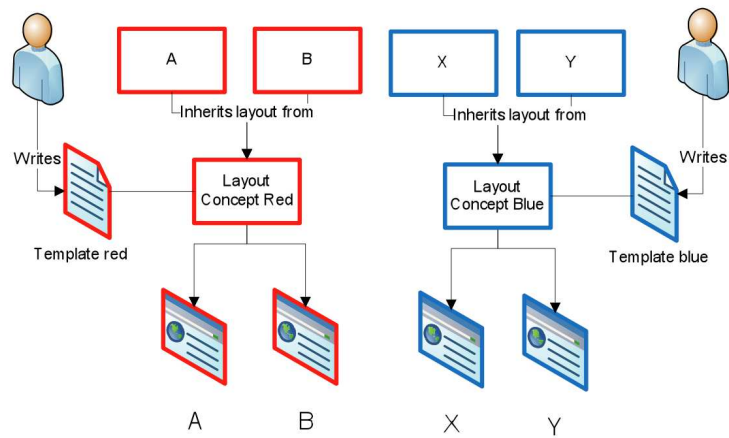 A
B
X
Y
Inherits layout from
Inherits layout from
Writes
Writes
Layout
Concept Red
Layout
Concept Blue
Template red
Template blue
A
B
X
Y